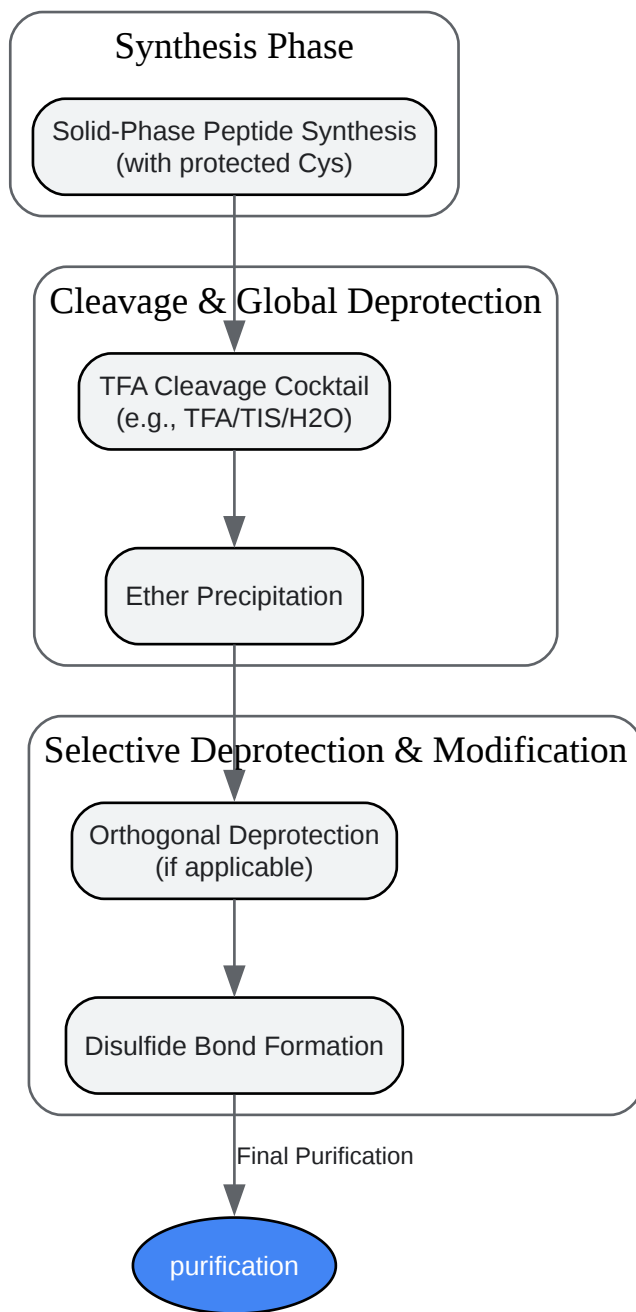 Synthesis Phase
Solid-Phase Peptide Synthesis
(with protected Cys)
Cleavage & Global Deprotection
TFA Cleavage Cocktail
(e.g., TFA/TIS/H2O)
Ether Precipitation
Selective Deprotection & Modification
Orthogonal Deprotection
(if applicable)
Disulfide Bond Formation
Final Purification
purification